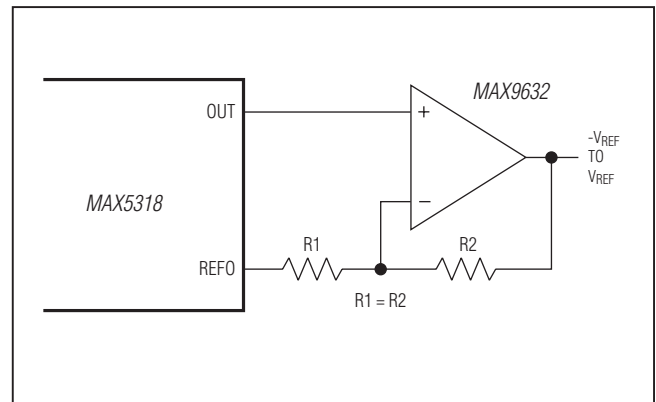 MAX9632
OUT
+
-VREF
TO
VREF
MAX5318
−
R1
R2
REFO
R1 = R2